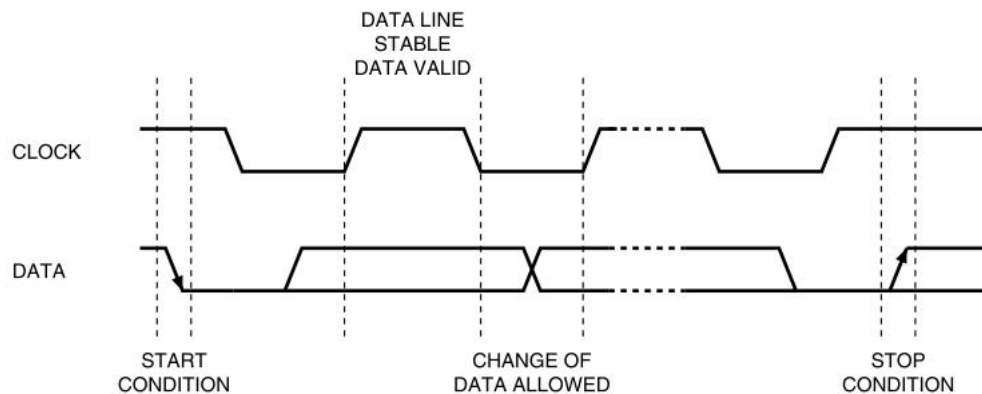 DATA LINE
STABLE
DATA VALID
CLOCK
DATA
START
CONDITION
CHANGE OF
DATA ALLOWED
STOP
CONDITION